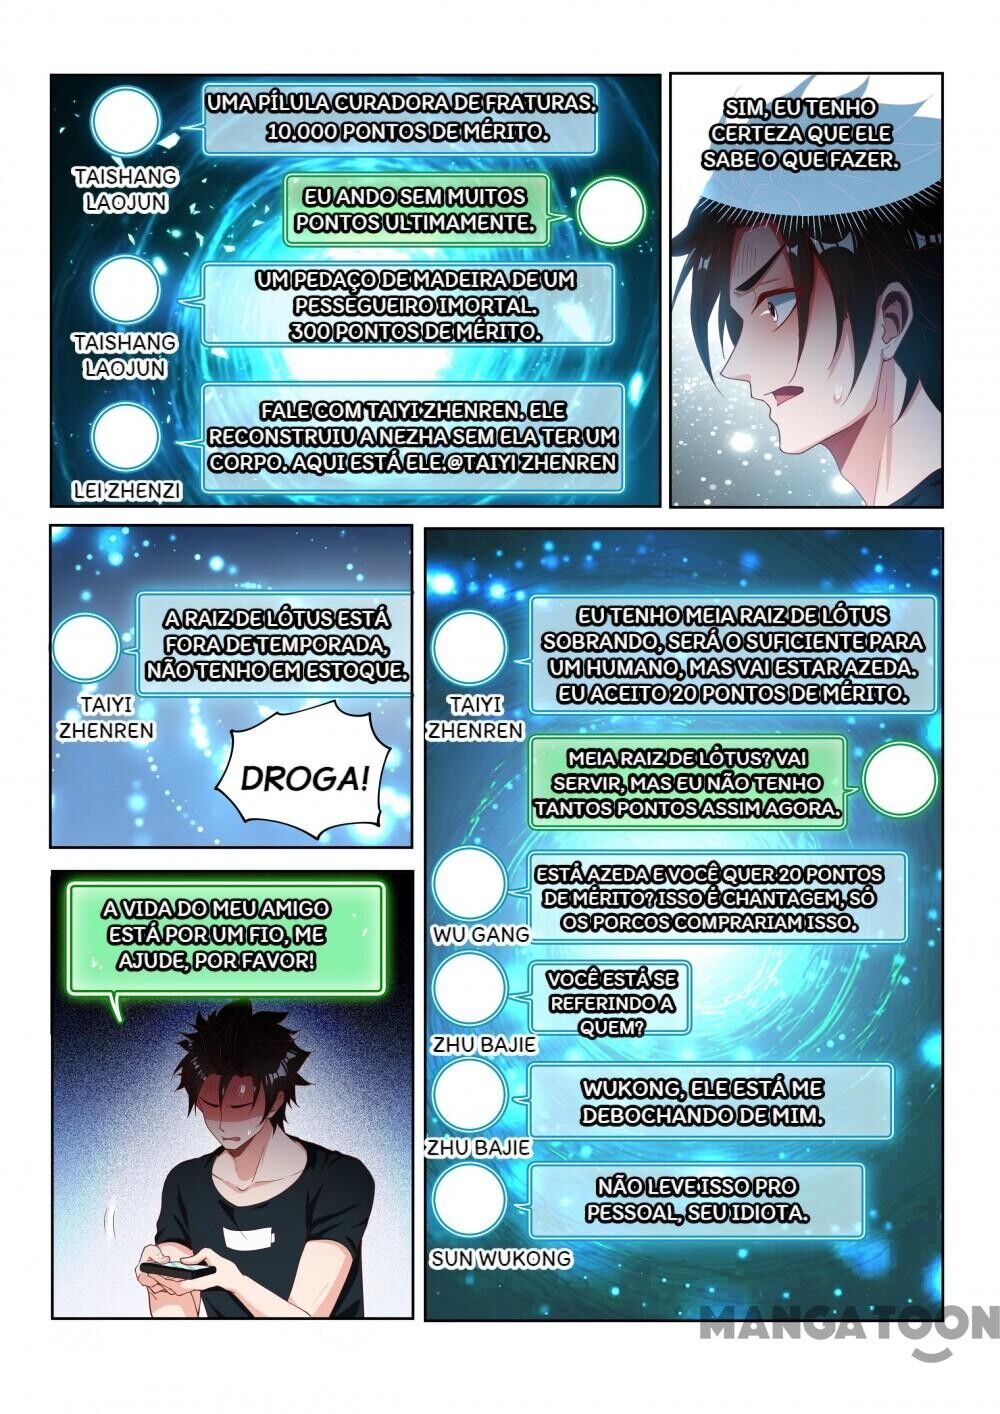 UMA PÍLULA CURADORA DE FRATURAS.
10.000 PONTOS DE MÉRITO.
TAISHANG
LAOJUN
EU ANDO SEM MUITOS
PONTOS ULTIMAMENTE.
UM PEDAÇO DE MADEIRA DE UM
PESSEGUEIRO IMORTAL.
300 PONTOS DE MÉRITO.
TAISHANG
LAOJUN
FALE COM TAIYI ZHENREN. ELE
RECONSTRUIU A NEZHA SEM ELA TER UM
CORPO. AQUI ESTÁ ELE.@TAIYI ZHENREN
LEI ZHENZI
SIM, EU TENHO
CERTEZA QUE ELE
SABE O QUE FAZER.
A RAIZ DE LÓTUS ESTÁ
FORA DE TEMPORADA,
NÃO TENHO EM ESTOQUE.
TAIYI
ZHENREN
DROGA!
EU TENHO MEIA RAIZ DE LÓTUS
SOBRANDO, SERÁ O SUFICIENTE PARA
UM HUMANO, MAS VAI ESTAR AZEDA.
EU ACEITO 20 PONTOS DE MÉRITO.
TAIYI
ZHENREN
MEIA RAIZ DE LÓTUS? VAI
SERVIR, MAS EU NÃO TENHO
TANTOS PONTOS ASSIM AGORA.
ESTÁ AZEDA E VOCÊ QUER 20 PONTOS
DE MÉRITO? ISSO É CHANTAGEM, SÓ
OS PORCOS COMPRARIAM ISSO.
WU GANG
VOCÊ ESTÁ SE
REFERINDO A
QUEM?
ZHU BAJIE
WUKONG, ELE ESTÁ ME
DEBOCHANDO DE MIM.
ZHU BAJIE
NÃO LEVE ISSO PRO
PESSOAL, SEU IDIOTA.
SUN WUKONG
A VIDA DO MEU AMIGO
ESTÁ POR UM FIO, ME
AJUDE, POR FAVOR!
MANGATOON